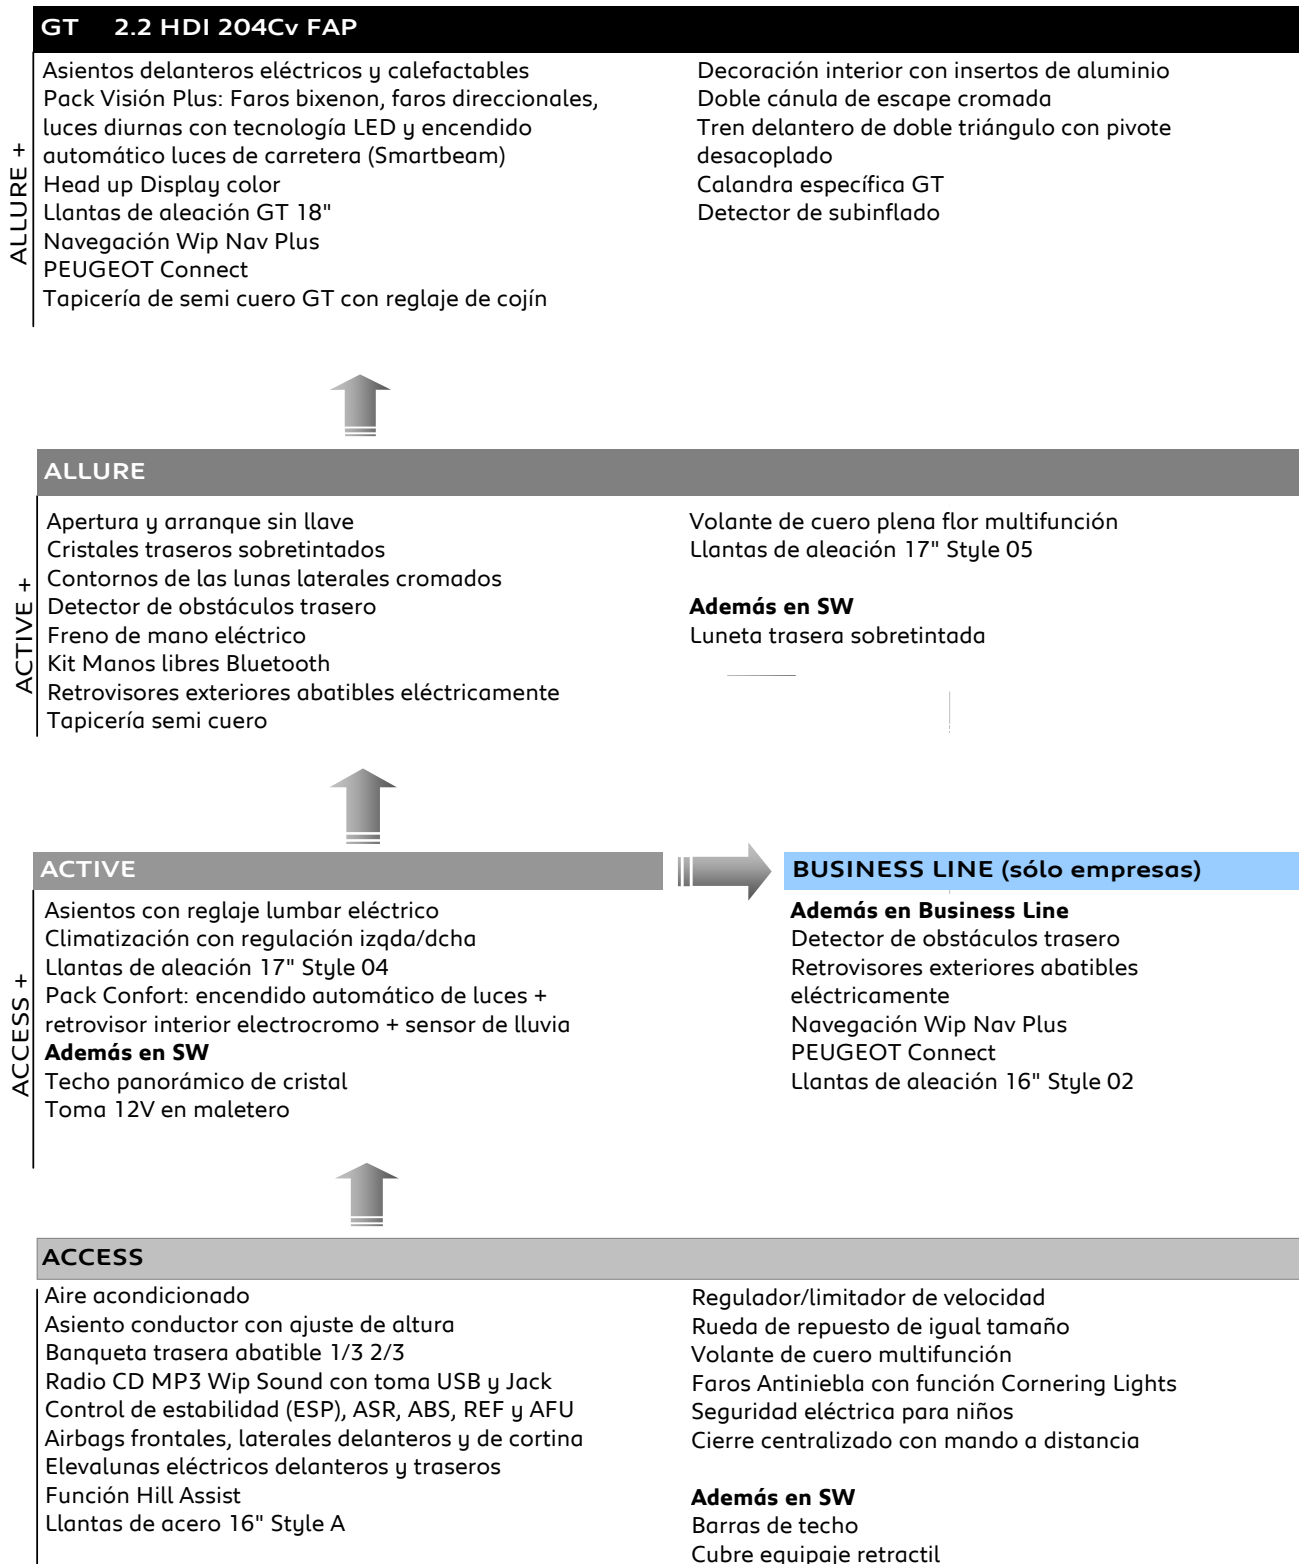 GT 2.2 HDI 204Cv FAP
ALLURE +
Asientos delanteros eléctricos y calefactables
Pack Visión Plus: Faros bixenon, faros direccionales,
luces diurnas con tecnología LED y encendido
automático luces de carretera (Smartbeam)
Head up Display color
Llantas de aleación GT 18"
Navegación Wip Nav Plus
PEUGEOT Connect
Tapicería de semi cuero GT con reglaje de cojín
Decoración interior con insertos de aluminio
Doble cánula de escape cromada
Tren delantero de doble triángulo con pivote
desacoplado
Calandra específica GT
Detector de subinflado
ALLURE
ACTIVE +
Apertura y arranque sin llave
Cristales traseros sobretintados
Contornos de las lunas laterales cromados
Detector de obstáculos trasero
Freno de mano eléctrico
Kit Manos libres Bluetooth
Retrovisores exteriores abatibles eléctricamente
Tapicería semi cuero
Volante de cuero plena flor multifunción
Llantas de aleación 17" Style 05
Además en SW
Luneta trasera sobretintada
ACTIVE
ACCESS +
Asientos con reglaje lumbar eléctrico
Climatización con regulación izqda/dcha
Llantas de aleación 17" Style 04
Pack Confort: encendido automático de luces +
retrovisor interior electrocromo + sensor de lluvia
Además en SW
Techo panorámico de cristal
Toma 12V en maletero
BUSINESS LINE (sólo empresas)
Además en Business Line
Detector de obstáculos trasero
Retrovisores exteriores abatibles
eléctricamente
Navegación Wip Nav Plus
PEUGEOT Connect
Llantas de aleación 16" Style 02
ACCESS
Aire acondicionado
Asiento conductor con ajuste de altura
Banqueta trasera abatible 1/3 2/3
Radio CD MP3 Wip Sound con toma USB y Jack
Control de estabilidad (ESP), ASR, ABS, REF y AFU
Airbags frontales, laterales delanteros y de cortina
Elevalunas eléctricos delanteros y traseros
Función Hill Assist
Llantas de acero 16" Style A
Regulador/limitador de velocidad
Rueda de repuesto de igual tamaño
Volante de cuero multifunción
Faros Antiniebla con función Cornering Lights
Seguridad eléctrica para niños
Cierre centralizado con mando a distancia
Además en SW
Barras de techo
Cubre equipaje retractil